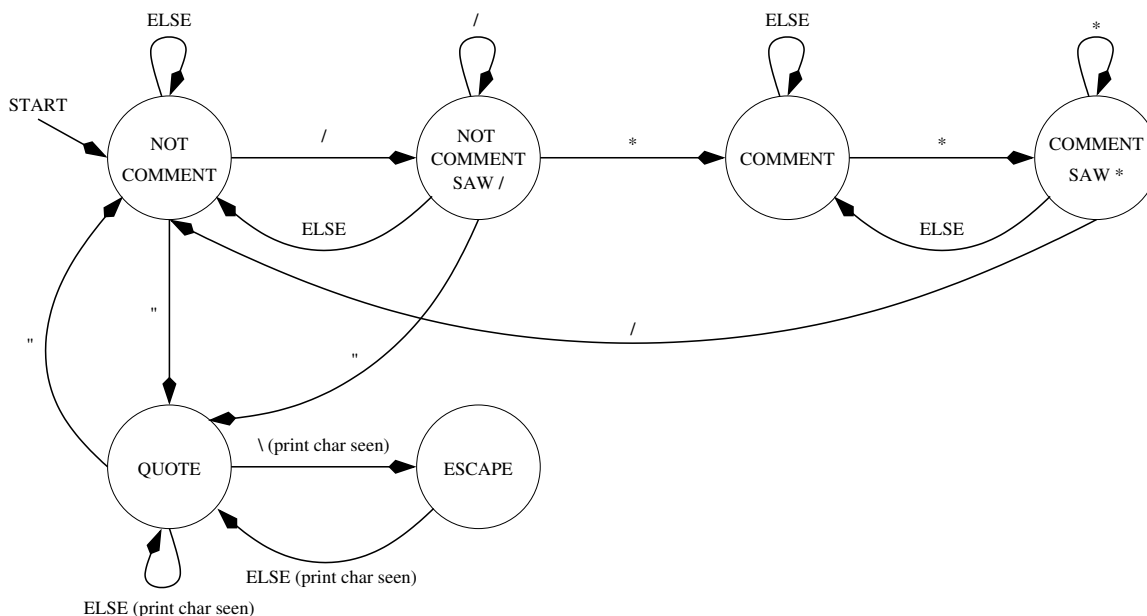 ELSE
/
ELSE
*
START
NOT
COMMENT
/
NOT
COMMENT
SAW /
*
COMMENT
*
COMMENT
SAW *
ELSE
ELSE
"
"
"
/
QUOTE
\ (print char seen)
ESCAPE
ELSE (print char seen)
ELSE (print char seen)